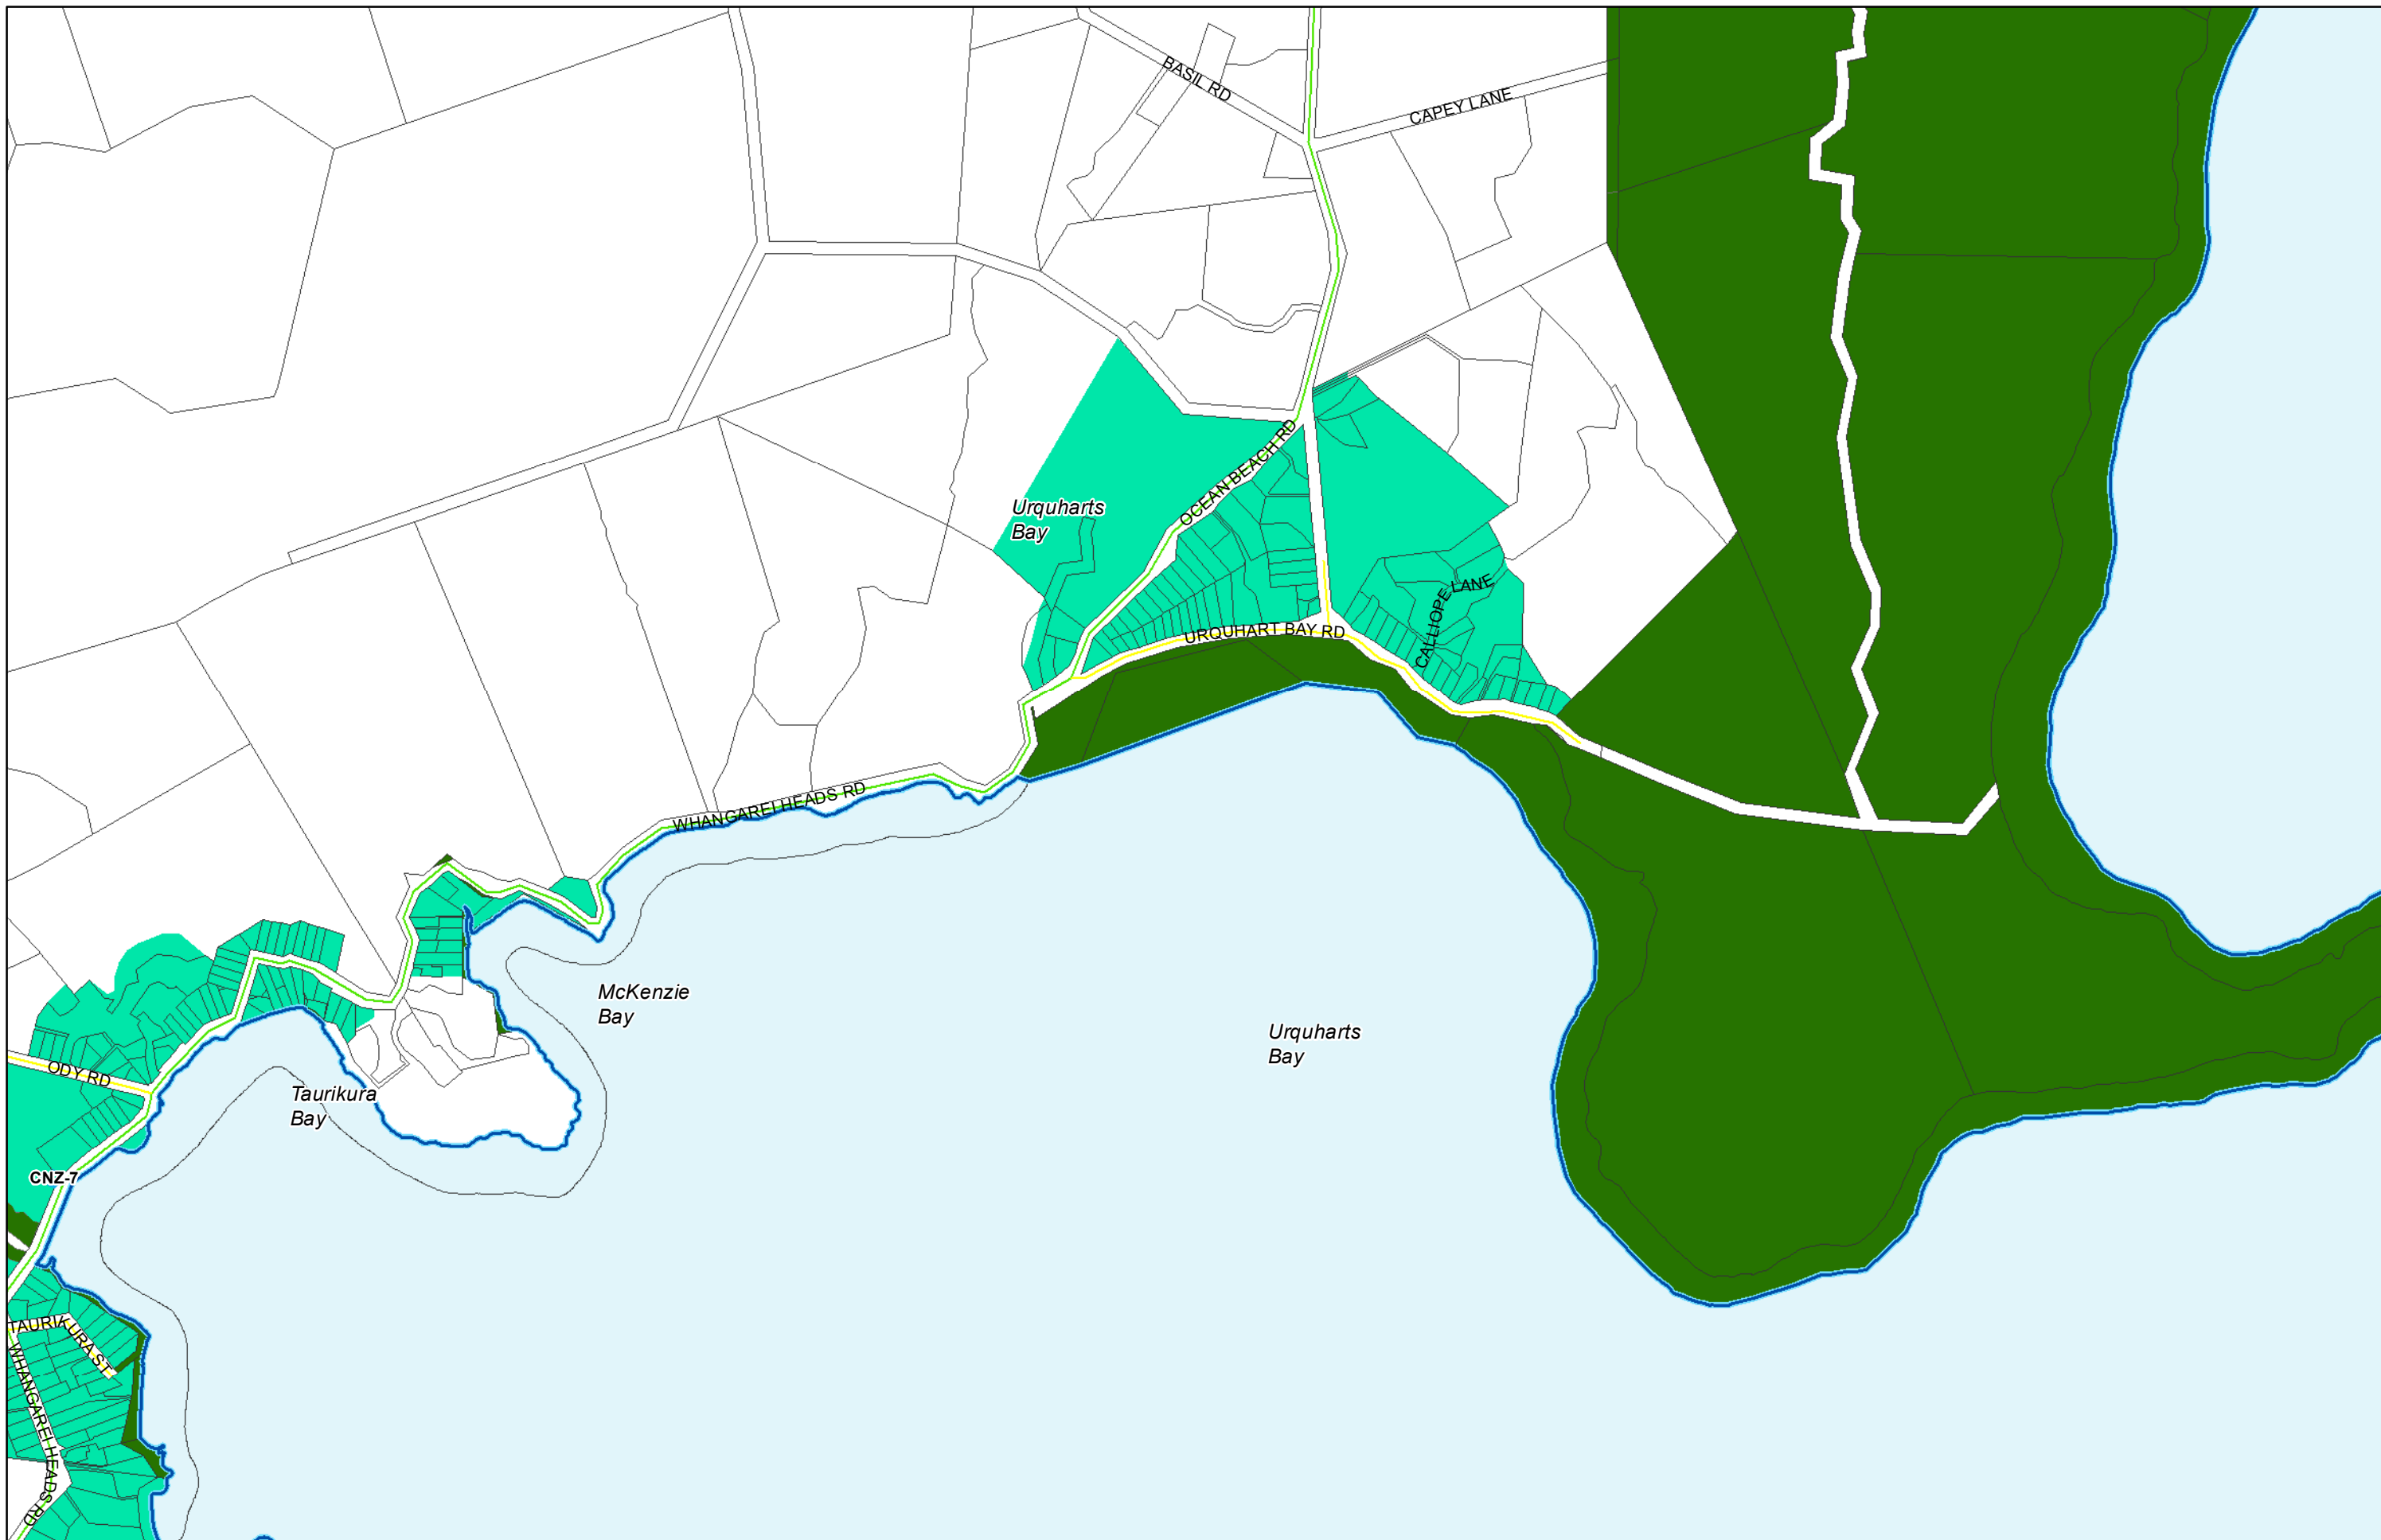 BASIL RD
CAPEY LANE
OCEAN BEACH RD
Urquharts
Bay
CALLIOPE LANE
URQUHART BAY RD
WHANGAREI HEADS RD
McKenzie
Bay
Urquharts
Bay
ODY RD
Taurikura
Bay
CNZ-7
TAURIKURA ST
WHANGAREI HEADS RD